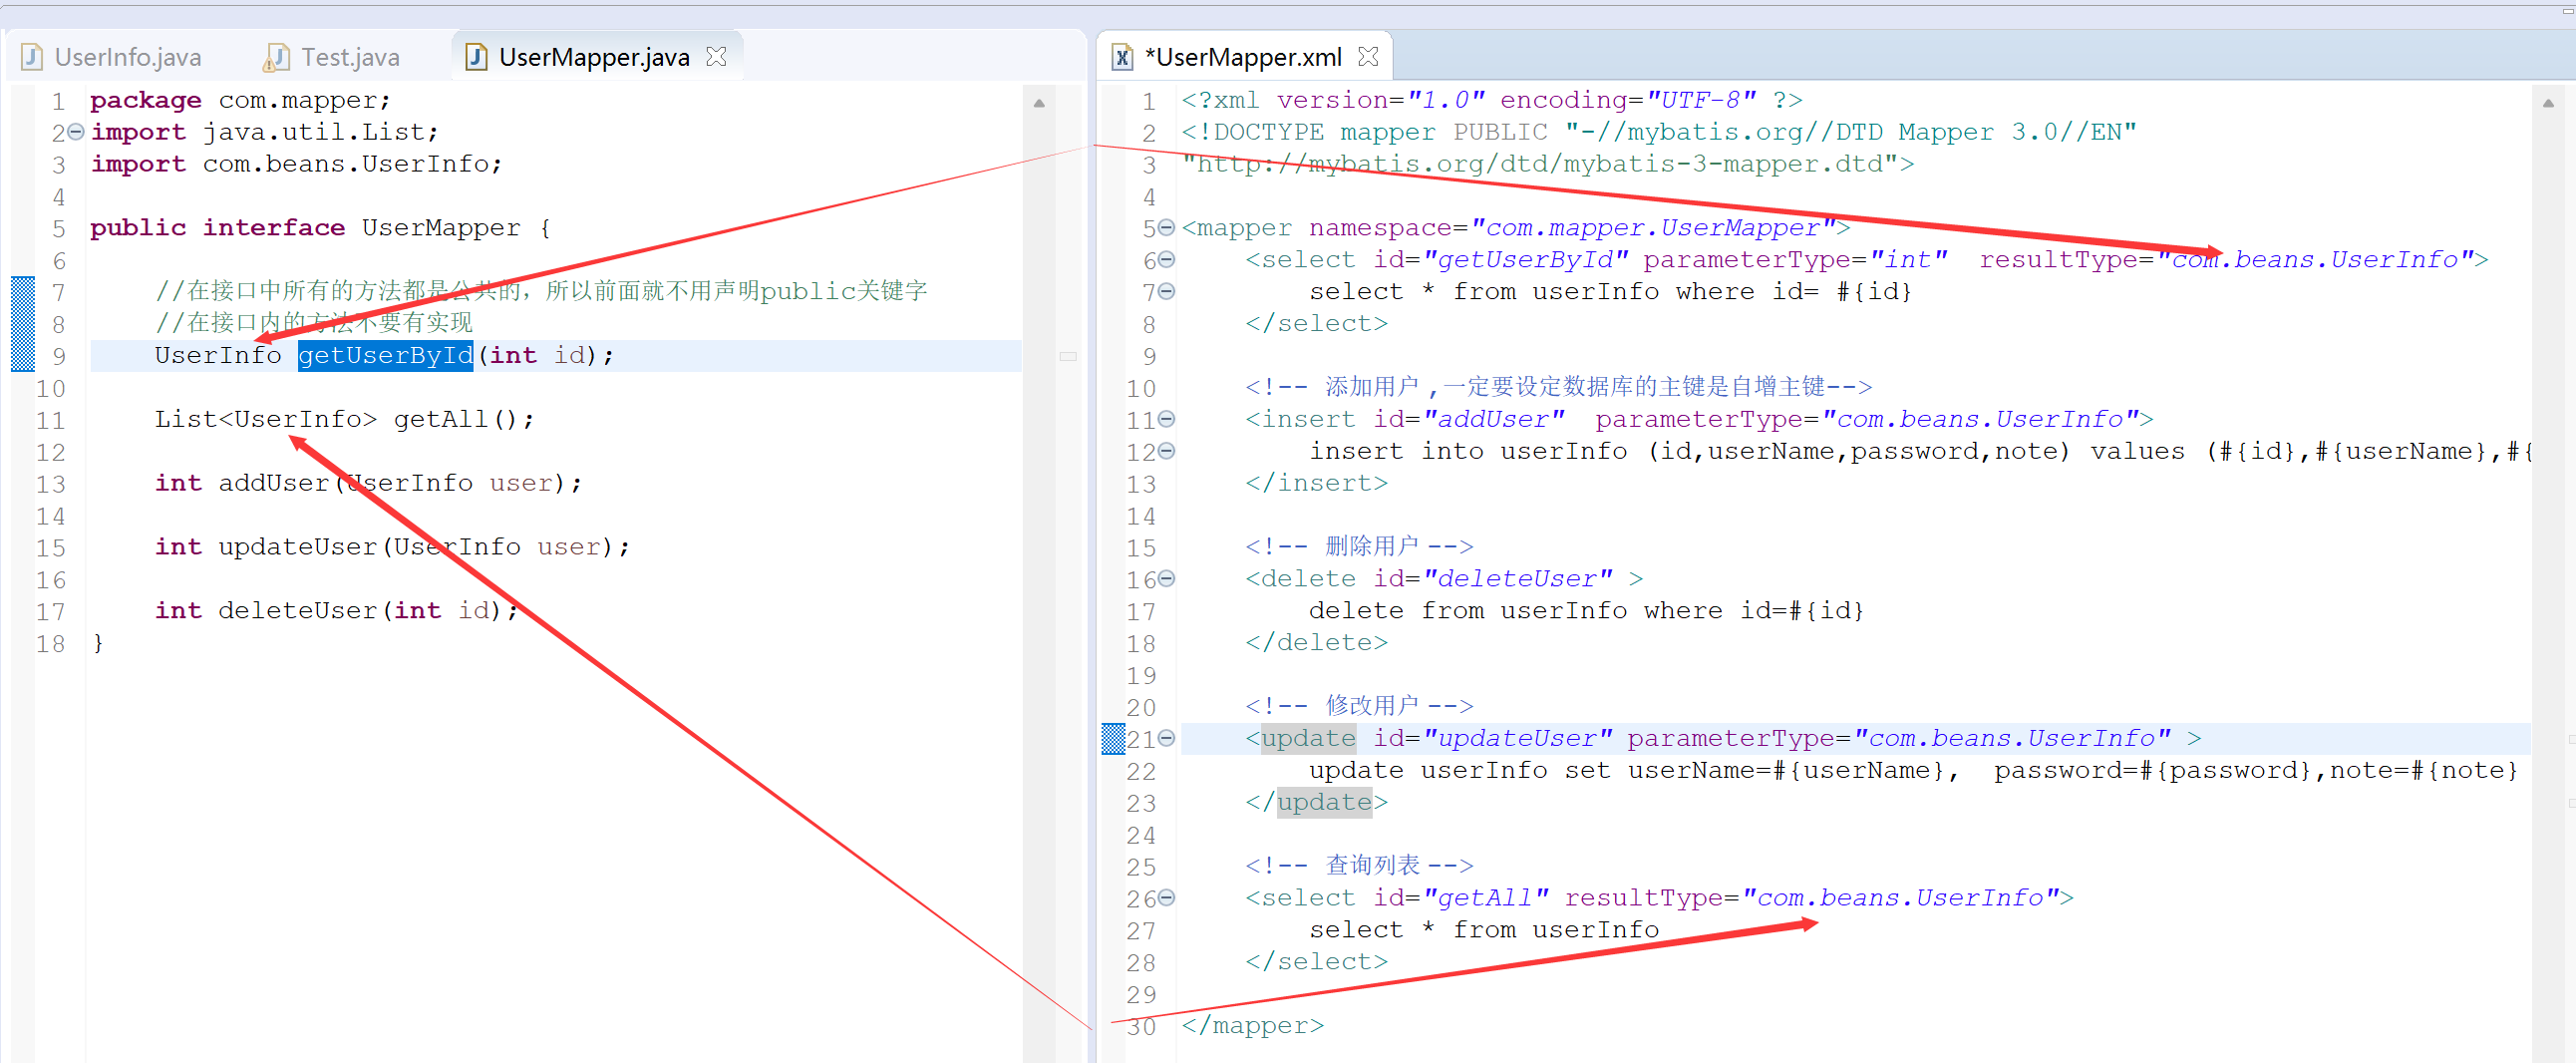 UserInfo.java
Test.java
UserMapper.java
1 package com.mapper;
2 import java.util.List;
3 import com.beans.UserInfo;
4
5 public interface UserMapper {
6
7 //在接口中所有的方法都是公共的，所以前面就不用声明public关键字
8 //在接口内的方法不要有实现
9 UserInfo getUserById(int id);
10
11 List<UserInfo> getAll();
12
13 int addUser(UserInfo user);
14
15 int updateUser(UserInfo user);
16
17 int deleteUser(int id);
18 }
*UserMapper.xml
1 <?xml version="1.0" encoding="UTF-8" ?>
2 <!DOCTYPE mapper PUBLIC "-//mybatis.org//DTD Mapper 3.0//EN"
3 "http://mybatis.org/dtd/mybatis-3-mapper.dtd">
4
5 <mapper namespace="com.mapper.UserMapper">
6 <select id="getUserById" parameterType="int"  resultType="com.beans.UserInfo">
7 select * from userInfo where id= #{id}
8 </select>
9
10 <!-- 添加用户,一定要设定数据库的主键是自增主键-->
11 <insert id="addUser"  parameterType="com.beans.UserInfo">
12 insert into userInfo (id,userName,password,note) values (#{id},#{userName},#{
13 </insert>
14
15 <!-- 删除用户 -->
16 <delete id="deleteUser" >
17 delete from userInfo where id=#{id}
18 </delete>
19
20 <!-- 修改用户 -->
21 <update id="updateUser" parameterType="com.beans.UserInfo" >
22 update userInfo set userName=#{userName},  password=#{password},note=#{note}
23 </update>
24
25 <!-- 查询列表 -->
26 <select id="getAll" resultType="com.beans.UserInfo">
27 select * from userInfo
28 </select>
29
30 </mapper>